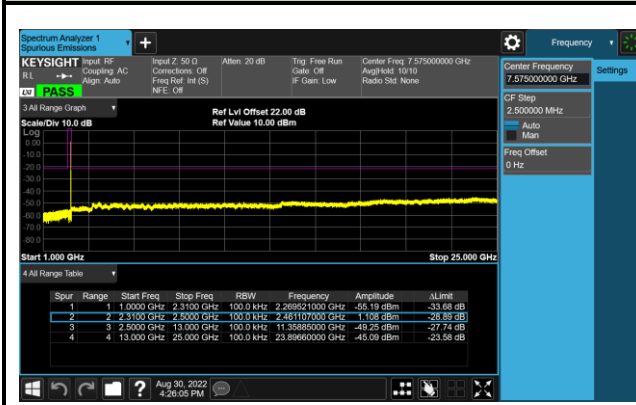 Spectrum Analyzer 1
Spurious Emissions
+
Frequency
KEYSIGHT
Input: RF
Input Z: 50 Ω
Atten: 20 dB
Trig: Free Run
Center Freq: 7.575000000 GHz
RL
Coupling: AC
Corrections: Off
Gate: Off
Avg|Hold: 10/10
Align: Auto
Freq Ref: Int (S)
IF Gain: Low
Radio Std: None
NFE: Off
LXI
PASS
Center Frequency
7.575000000 GHz
Settings
CF Step
2.500000 MHz
Auto
Man
Freq Offset
0 Hz
3 All Range Graph
Ref Lvl Offset 22.00 dB
Scale/Div 10.0 dB
Ref Value 10.00 dBm
Log
0.00
-10.0
-20.0
-30.0
-40.0
-50.0
-60.0
-70.0
-80.0
Start 1.000 GHz
Stop 25.000 GHz
4 All Range Table
Spur Range Start Freq Stop Freq RBW Frequency Amplitude ΔLimit
1 1 1.0000 GHz 2.3100 GHz 100.0 kHz 2.269521000 GHz -55.19 dBm -33.68 dB
2 2 2.3100 GHz 2.5000 GHz 100.0 kHz 2.461107000 GHz 1.108 dBm -28.89 dB
3 3 2.5000 GHz 13.000 GHz 100.0 kHz 11.35885000 GHz -49.25 dBm -27.74 dB
4 4 13.000 GHz 25.000 GHz 100.0 kHz 23.89660000 GHz -45.09 dBm -23.58 dB
?
Aug 30, 2022
4:26:05 PM